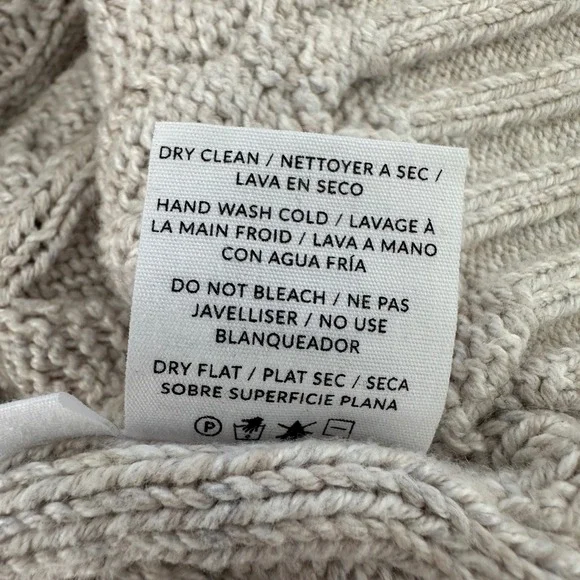 DRY CLEAN / NETTOYER A SEC /
LAVA EN SECO
HAND WASH COLD / LAVAGE À
LA MAIN FROID / LAVA A MANO
CON AGUA FRÍA
DO NOT BLEACH / NE PAS
JAVELLISER / NO USE
BLANQUEADOR
DRY FLAT / PLAT SEC / SECA
SOBRE SUPERFICIE PLANA
P